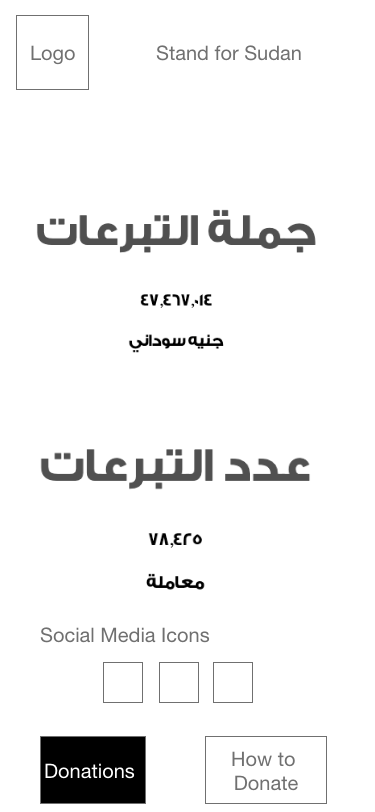 Logo
Stand for Sudan
جملة التبرعات
٤٧,٤٦٧,٠١٤
جنيه سوداني
عدد التبرعات
٧٨,٤٢٥
معاملة
Social Media Icons
Donations
How to
Donate